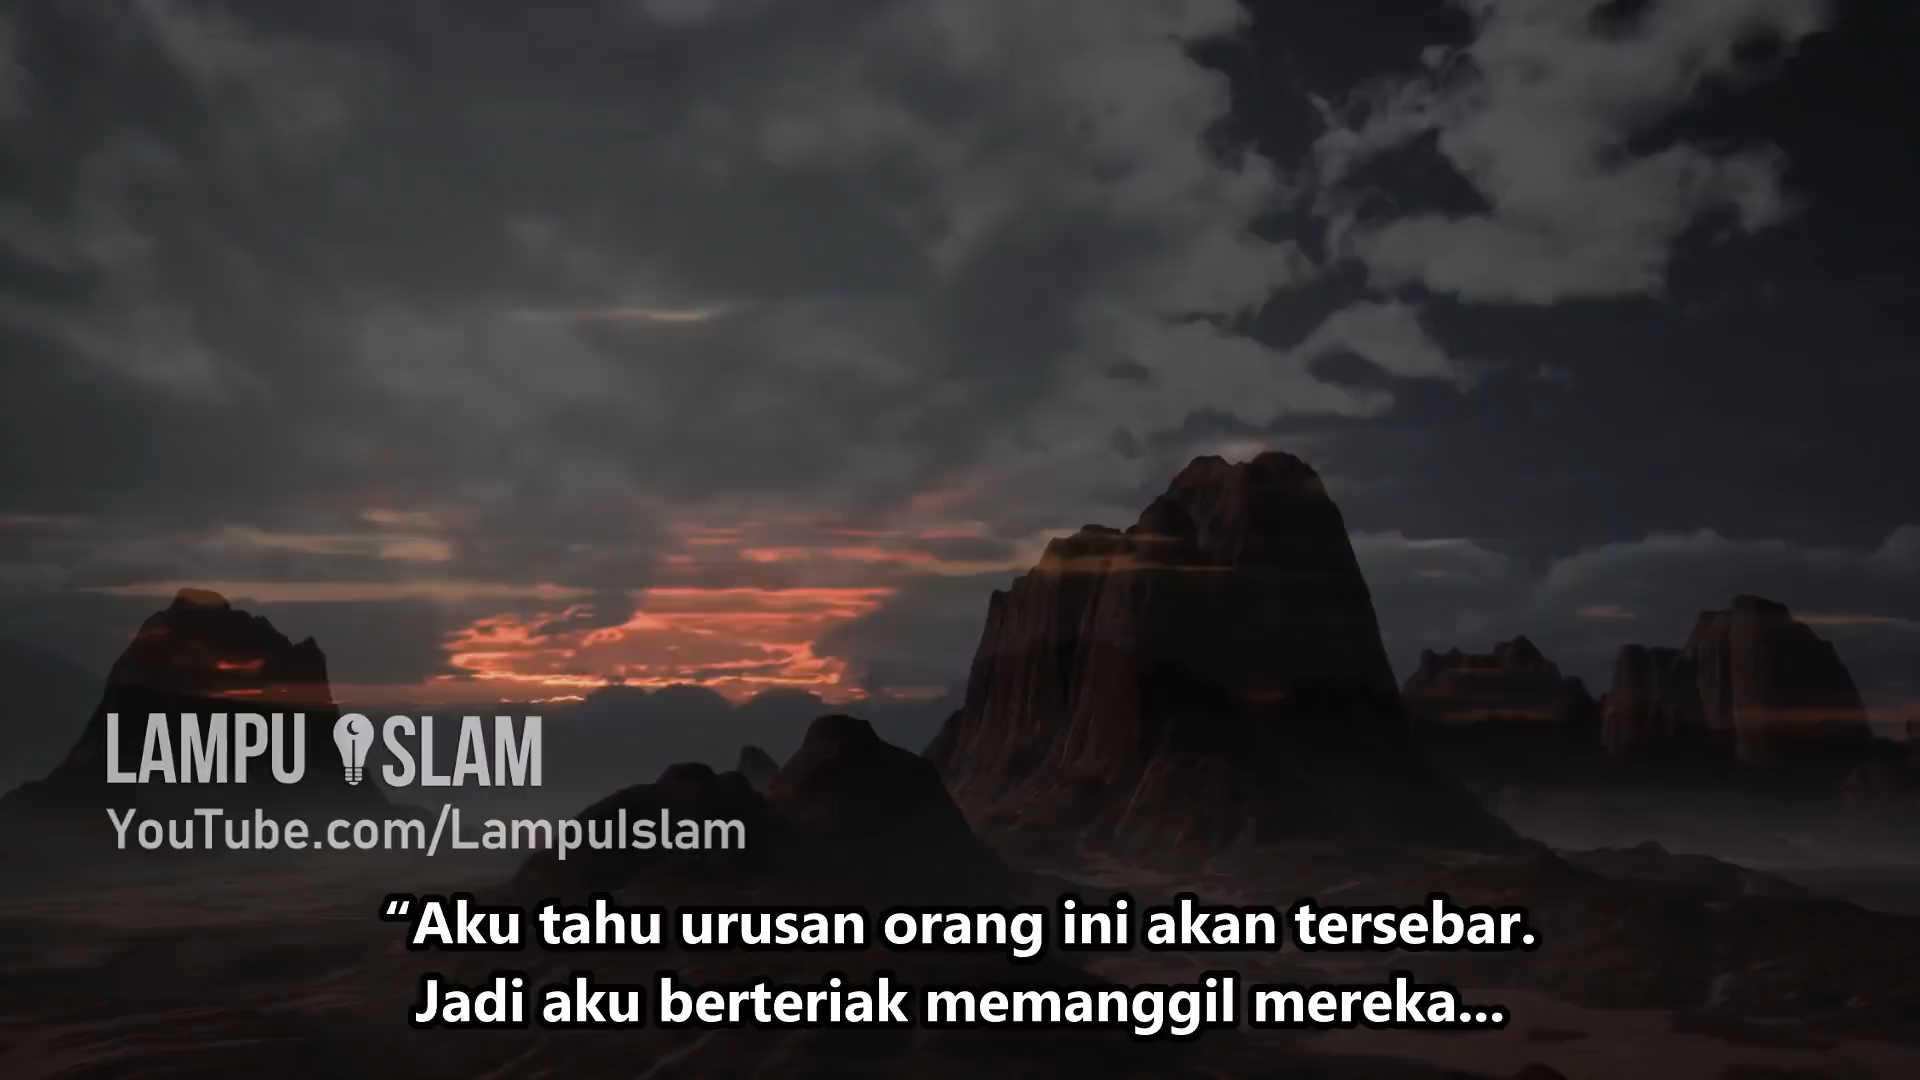 LAMPU ISLAM
YouTube.com/LampuIslam
“Aku tahu urusan orang ini akan tersebar.
Jadi aku berteriak memanggil mereka...